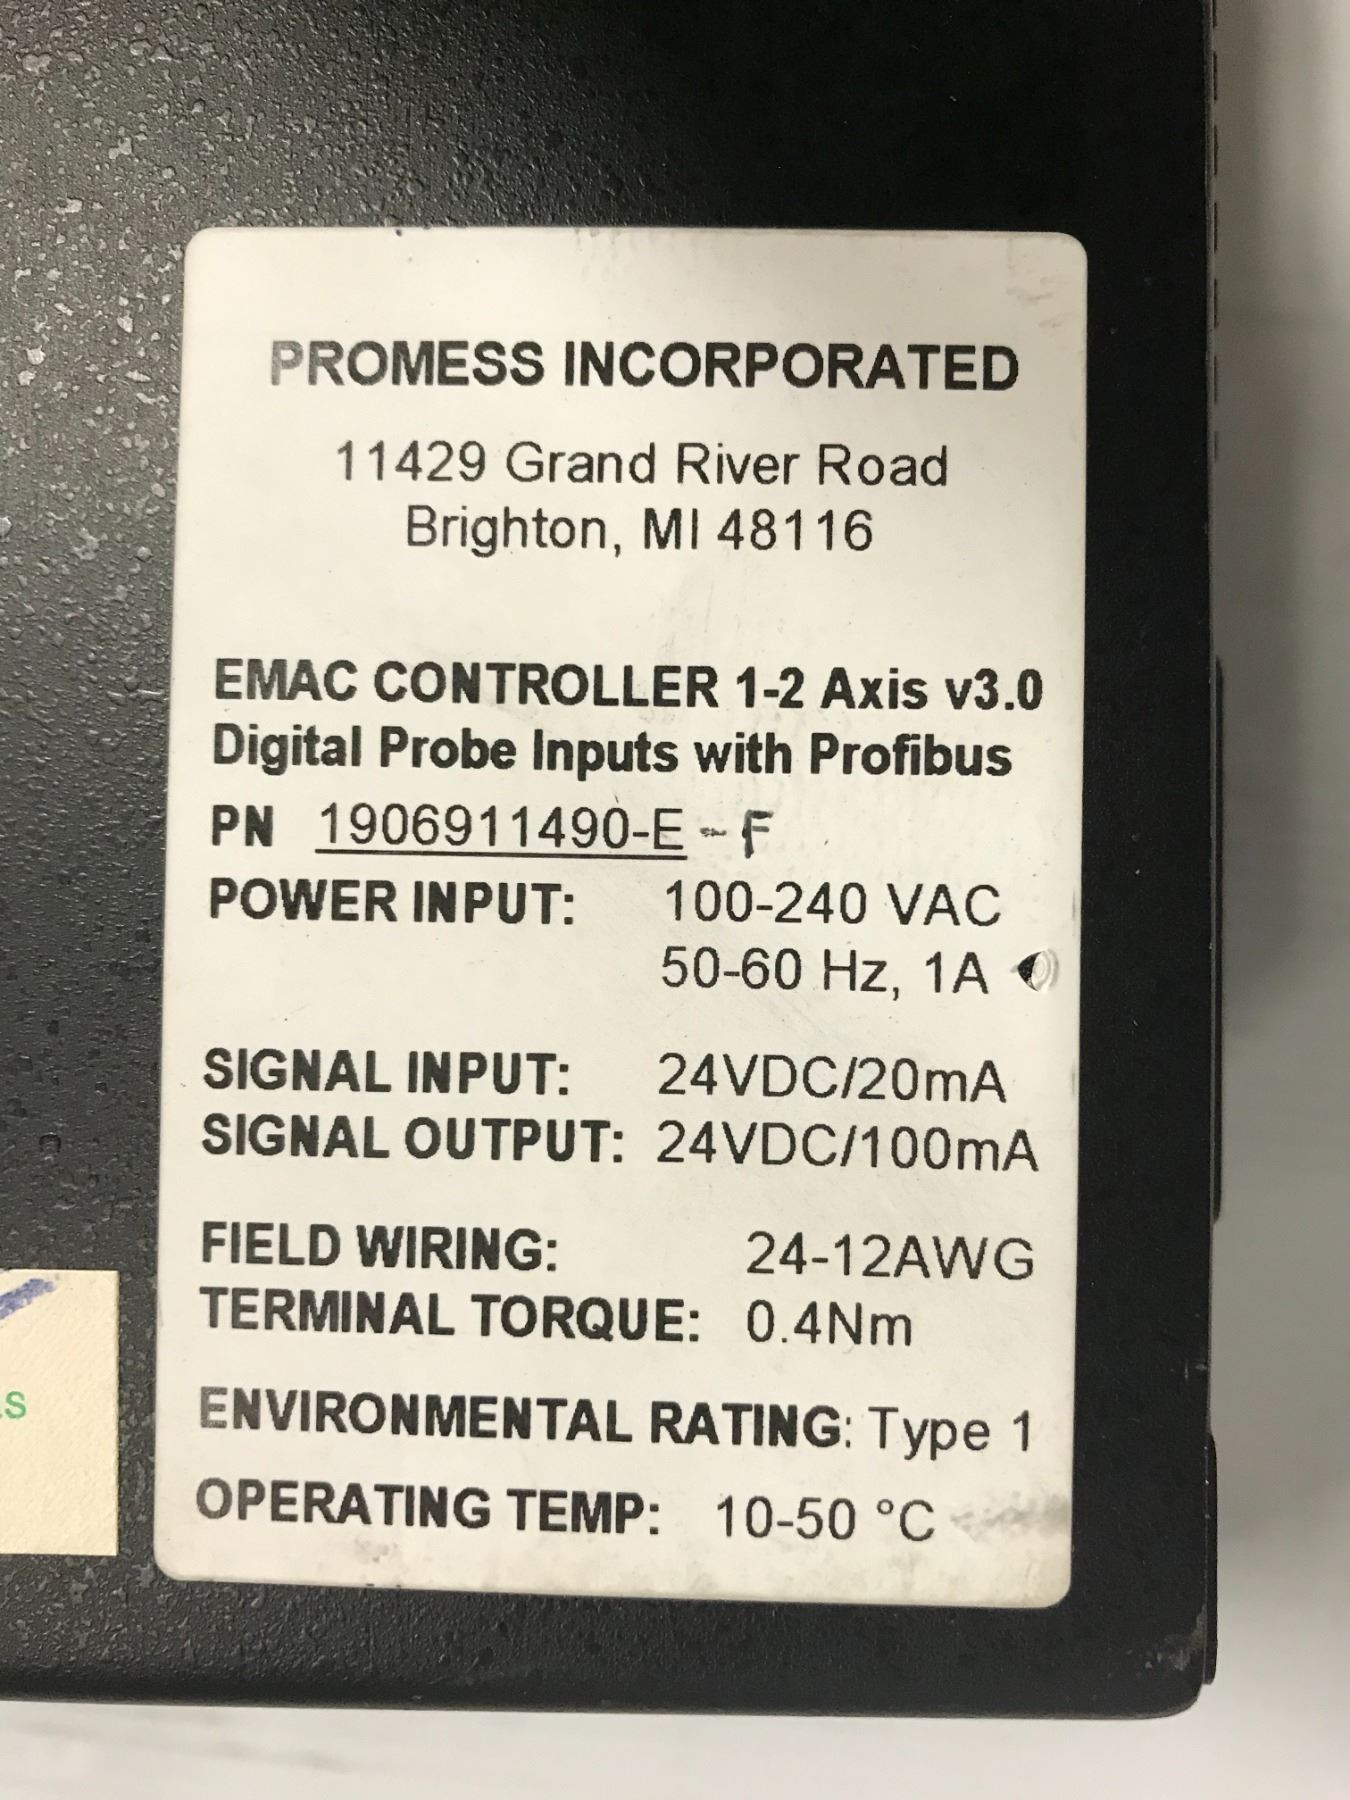 PROMESS INCORPORATED
11429 Grand River Road
Brighton, MI 48116
EMAC CONTROLLER 1-2 Axis v3.0
Digital Probe Inputs with Profibus
PN 1906911490-E - F
POWER INPUT: 100-240 VAC
50-60 Hz, 1A
SIGNAL INPUT: 24VDC/20mA
SIGNAL OUTPUT: 24VDC/100mA
FIELD WIRING: 24-12AWG
TERMINAL TORQUE: 0.4Nm
ENVIRONMENTAL RATING: Type 1
OPERATING TEMP: 10-50 °C